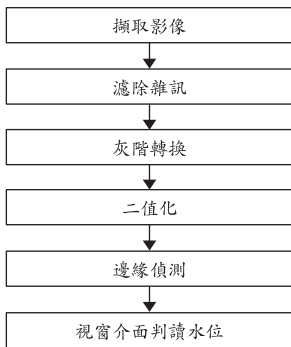 擷取影像
濾除雜訊
灰階轉換
二值化
邊緣偵測
視窗介面判讀水位